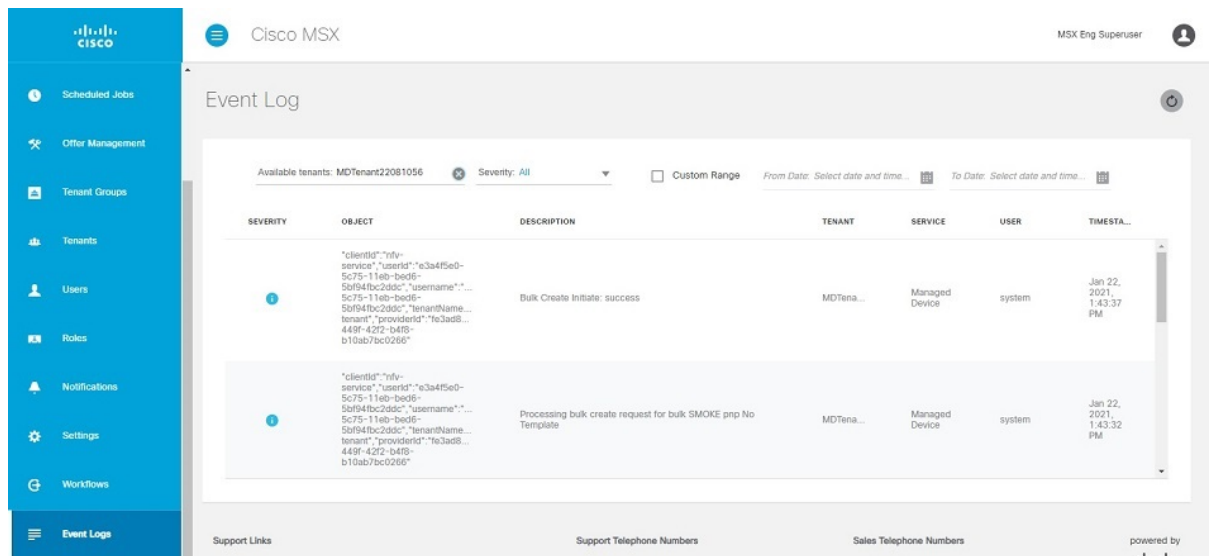 CISCO
Cisco MSX
MSX Eng Superuser
Scheduled Jobs
Offer Management
Tenant Groups
Tenants
Users
Roles
Notifications
Settings
Workflows
Event Logs
Event Log
Available tenants: MDTenant22081056
Severity: All
Custom Range
From Date: Select date and time...
To Date: Select date and time...
SEVERITY OBJECT DESCRIPTION TENANT SERVICE USER TIMESTA...
"clientId":"nfv-
service","userId":"e3a4f5e0-
5c75-11eb-bed6-
5bf94fbc2ddc","username":"...
5c75-11eb-bed6-
5bf94fbc2ddc","tenantName...
tenant","providerId":"fe3ad8...
449f-42f2-b4f8-
b10ab7bc0266"
Bulk Create Initiate: success
MDTena...
Managed
Device
system
Jan 22,
2021,
1:43:37
PM
"clientId":"nfv-
service","userId":"e3a4f5e0-
5c75-11eb-bed6-
5bf94fbc2ddc","username":"...
5c75-11eb-bed6-
5bf94fbc2ddc","tenantName...
tenant","providerId":"fe3ad8...
449f-42f2-b4f8-
b10ab7bc0266"
Processing bulk create request for bulk SMOKE pnp No
Template
MDTena...
Managed
Device
system
Jan 22,
2021,
1:43:32
PM
Support Links
Support Telephone Numbers
Sales Telephone Numbers
powered by